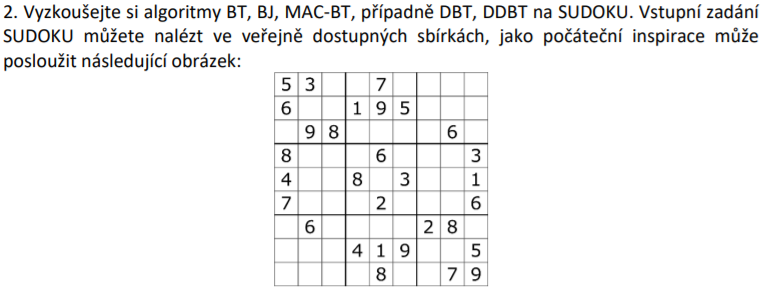 2. Vyzkoušejte si algoritmy BT, BJ, MAC-BT, případně DBT, DDBT na SUDOKU. Vstupní zadání
SUDOKU můžete nalézt ve veřejně dostupných sbírkách, jako počáteční inspirace může
posloužit následující obrázek:
5 3 7
6 1 9 5
9 8 6
8 6 3
4 8 3 1
7 2 6
6 2 8
4 1 9 5
8 7 9